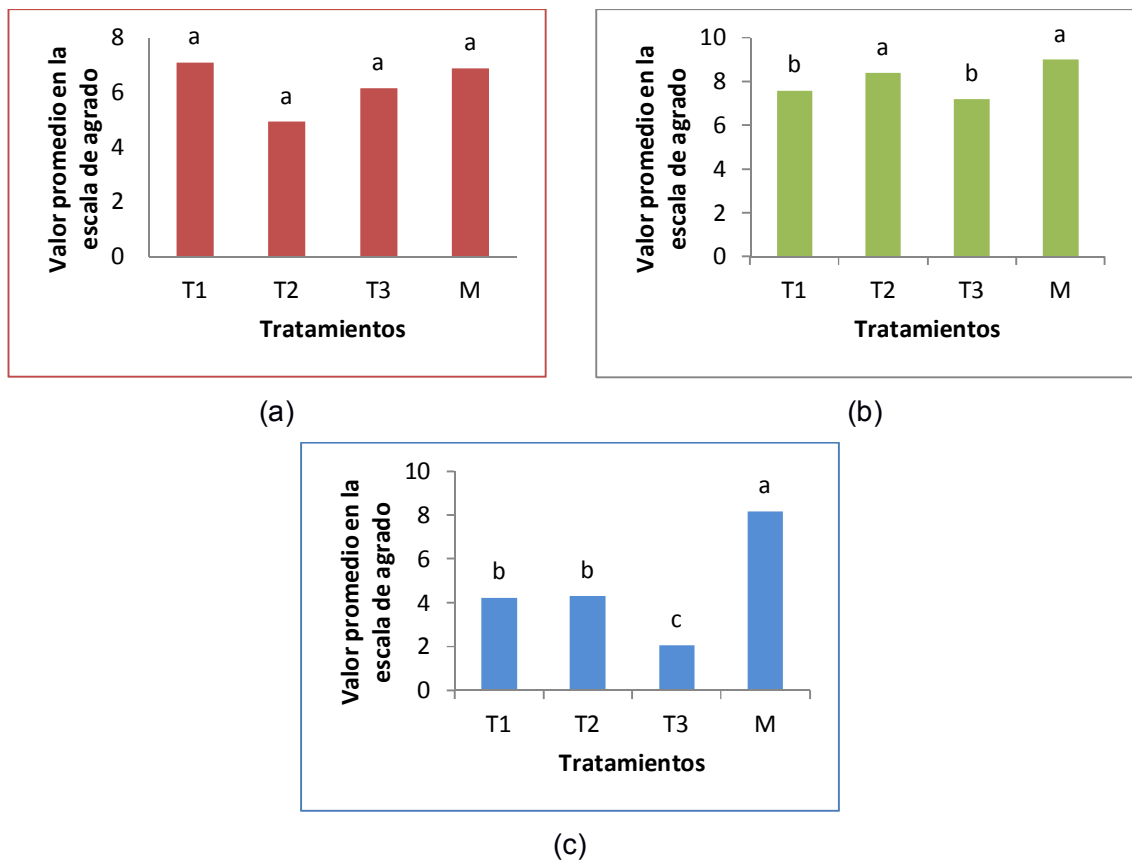 Valor promedio en la
escala de agrado
8
6
4
2
0
a
a
a
a
T1
T2
T3
M
Tratamientos
(a)
Valor promedio en la
escala de agrado
10
8
6
4
2
0
b
a
b
a
T1
T2
T3
M
Tratamientos
(b)
Valor promedio en la
escala de agrado
10
8
6
4
2
0
b
b
c
a
T1
T2
T3
M
Tratamientos
(c)